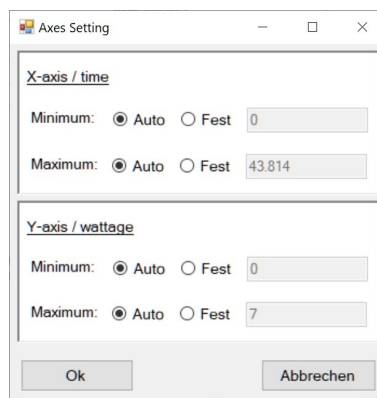 Axes Setting
X-axis / time
Minimum: Auto Fest 0
Maximum: Auto Fest 43.814
Y-axis / wattage
Minimum: Auto Fest 0
Maximum: Auto Fest 7
Ok Abbrechen